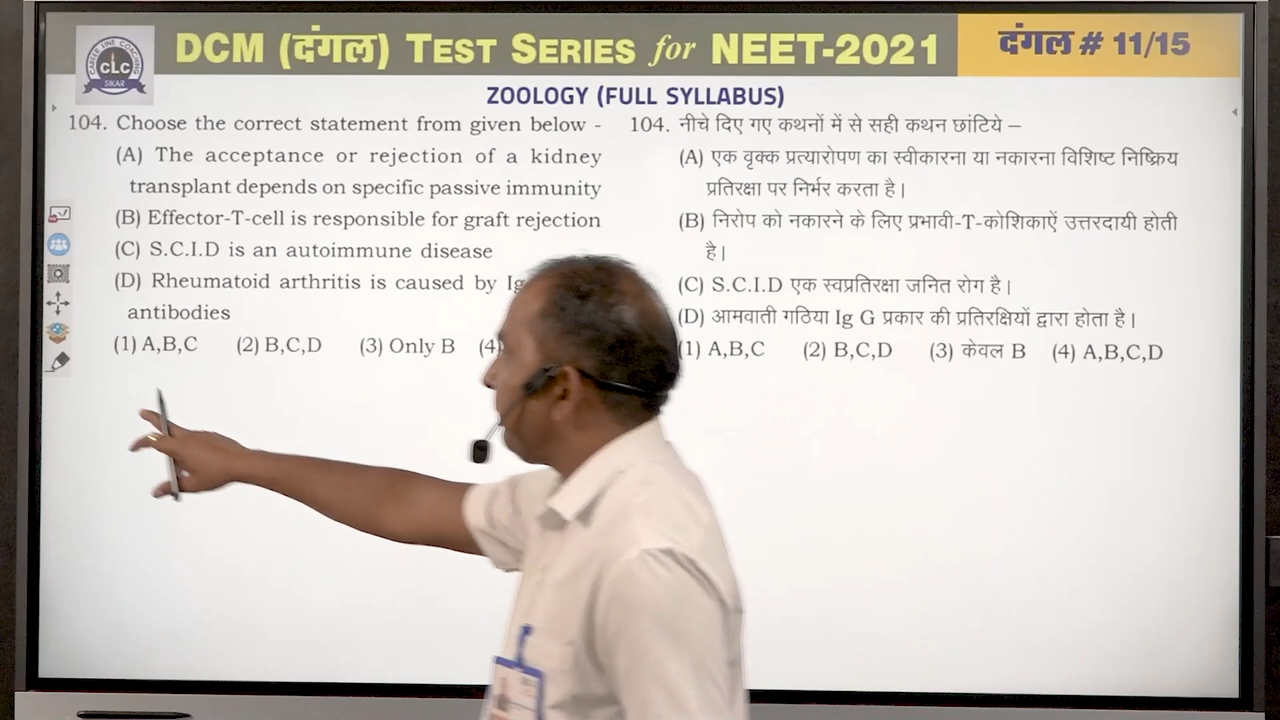 CAREER LINE COACHING
CLC
SIKAR
DCM (दंगल) TEST SERIES for NEET-2021
दंगल # 11/15
ZOOLOGY (FULL SYLLABUS)
104. Choose the correct statement from given below -
(A) The acceptance or rejection of a kidney
transplant depends on specific passive immunity
(B) Effector-T-cell is responsible for graft rejection
(C) S.C.I.D is an autoimmune disease
(D) Rheumatoid arthritis is caused by Ig
antibodies
(1) A,B,C (2) B,C,D (3) Only B (4)
104. नीचे दिए गए कथनों में से सही कथन छांटिये –
(A) एक वृक्क प्रत्यारोपण का स्वीकारना या नकारना विशिष्ट निष्क्रिय
प्रतिरक्षा पर निर्भर करता है।
(B) निरोप को नकारने के लिए प्रभावी-T-कोशिकाऐं उत्तरदायी होती
है।
(C) S.C.I.D एक स्वप्रतिरक्षा जनित रोग है।
(D) आमवाती गठिया Ig G प्रकार की प्रतिरक्षियों द्वारा होता है।
(1) A,B,C (2) B,C,D (3) केवल B (4) A,B,C,D